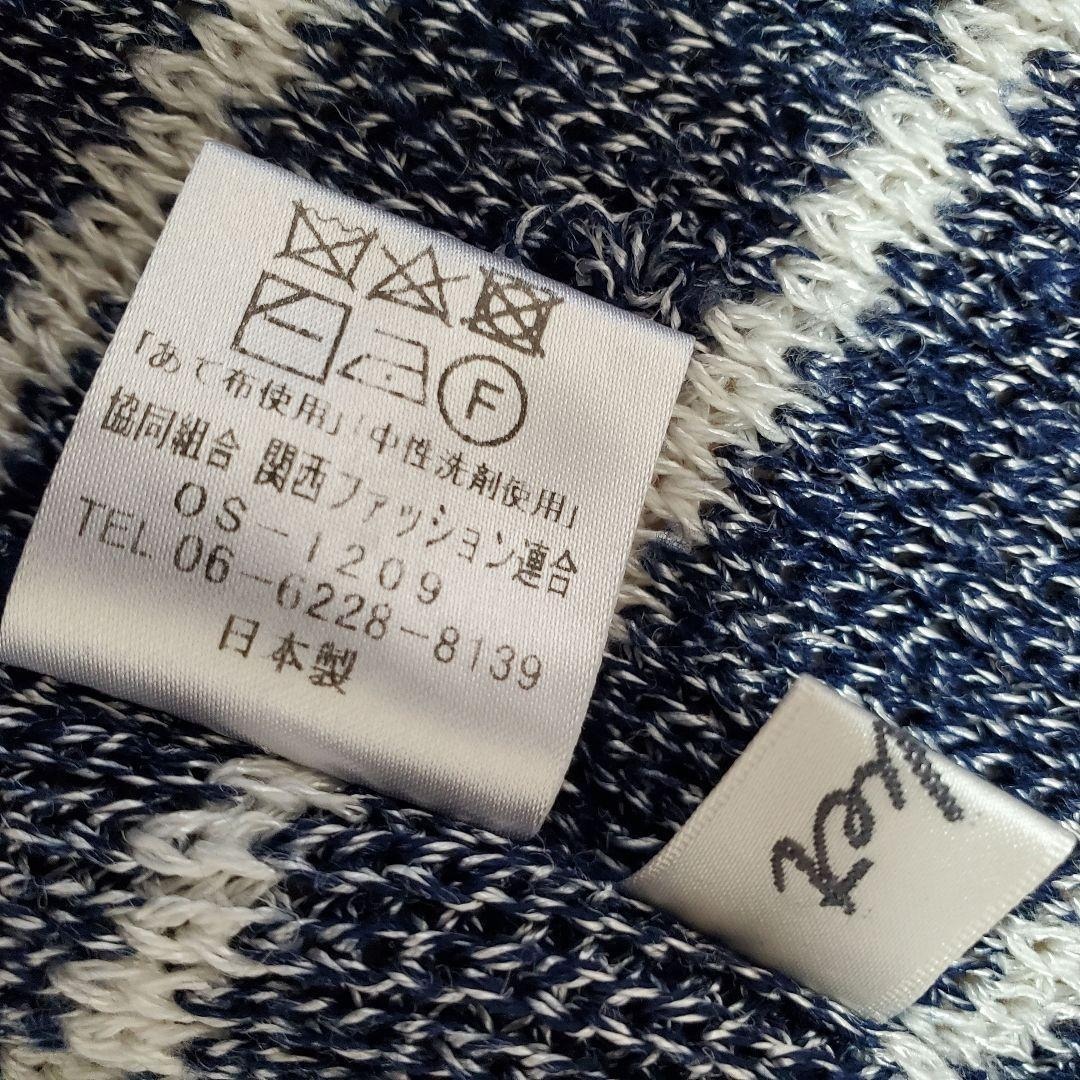 F
「あて布使用」「中性洗剤使用」
協同組合 関西ファッション連合
OS-1209
TEL 06-6228-8139
日本製